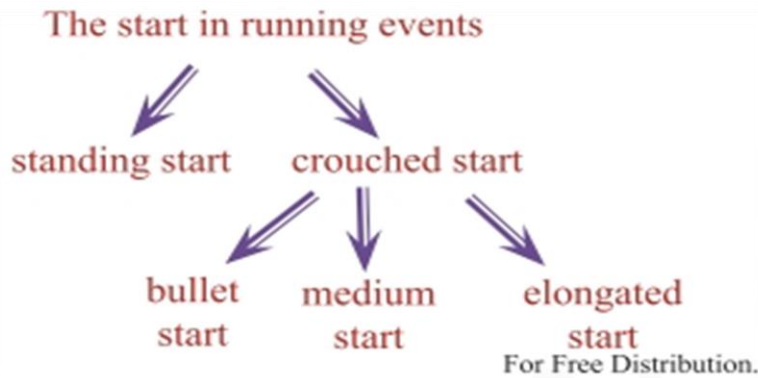 The start in running events
standing start
crouched start
bullet
start
medium
start
elongated
start
For Free Distribution.